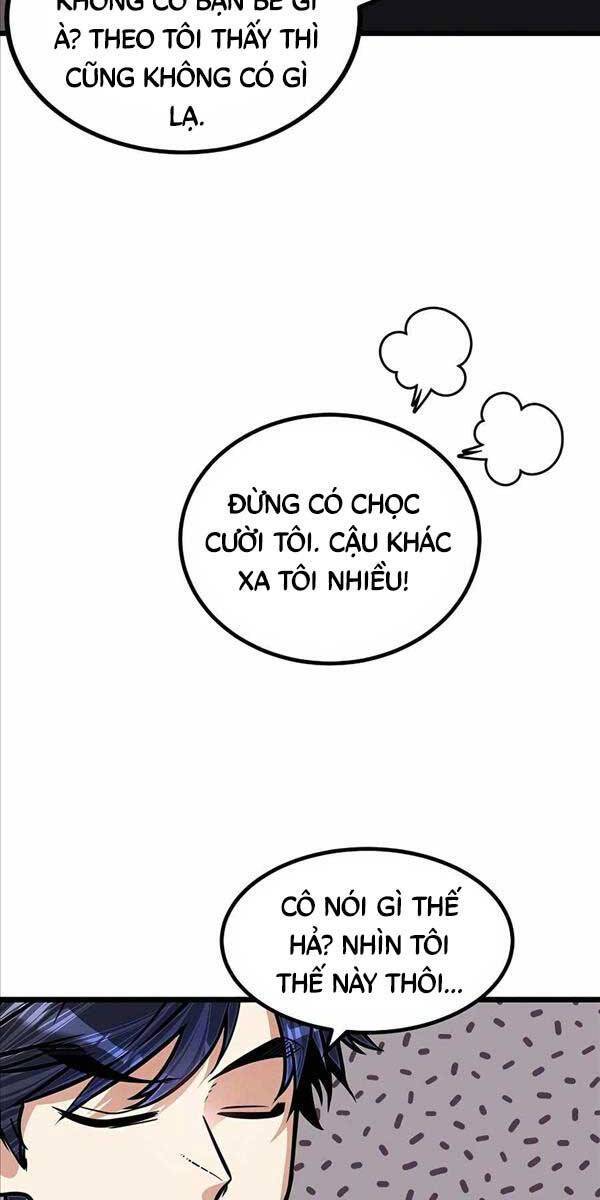 KHÔNG CÓ BẠN BÈ GÌ
À? THEO TÔI THẤY THÌ
CŨNG KHÔNG CÓ GÌ
LẠ.
ĐỪNG CÓ CHỌC
CƯỜI TÔI. CẬU KHÁC
XA TÔI NHIỀU!
CÔ NÓI GÌ THẾ
HẢ? NHÌN TÔI
THẾ NÀY THÔI...